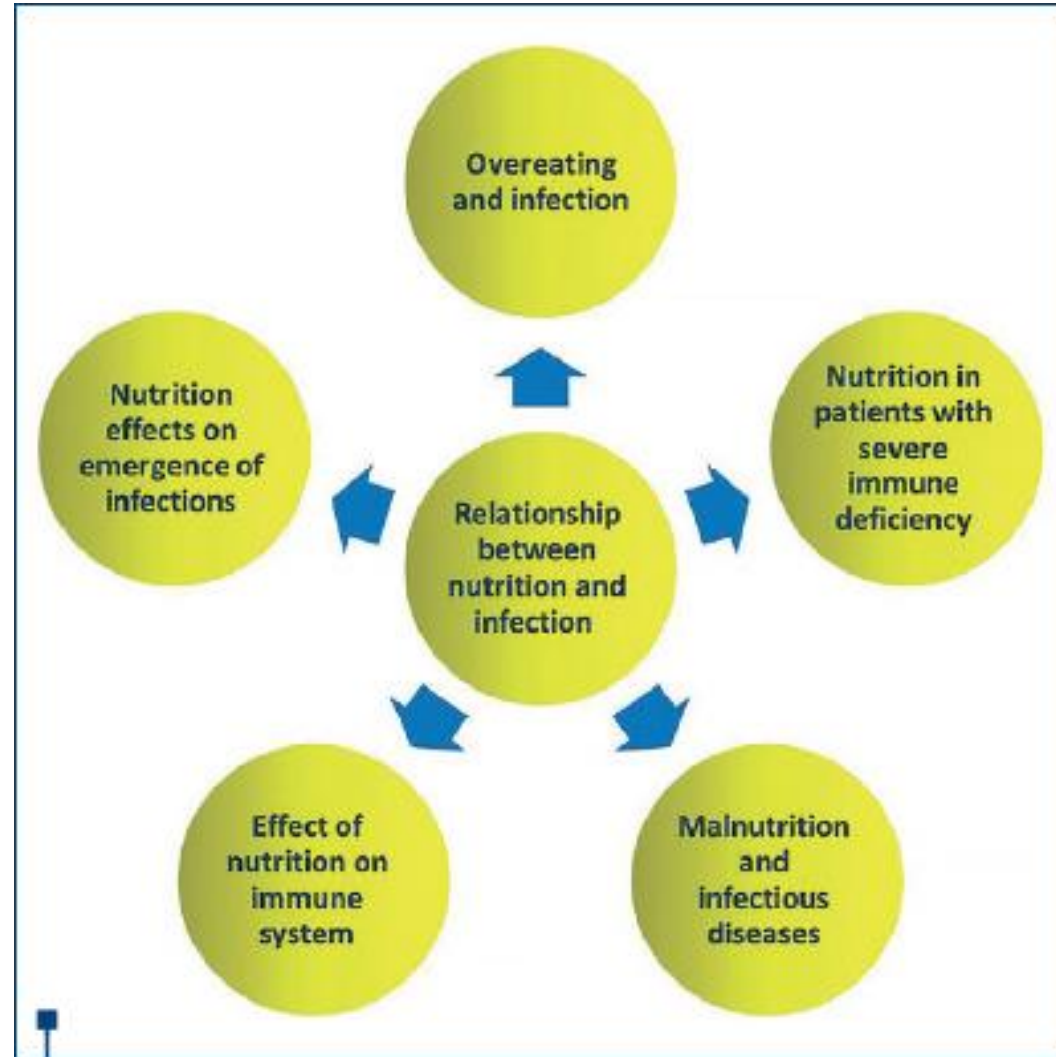 Overeating
and infection
Nutrition
effects on
emergence of
infections
Nutrition in
patients with
severe
immune
deficiency
Relationship
between
nutrition and
infection
Effect of
nutrition on
immune
system
Malnutrition
and
infectious
diseases